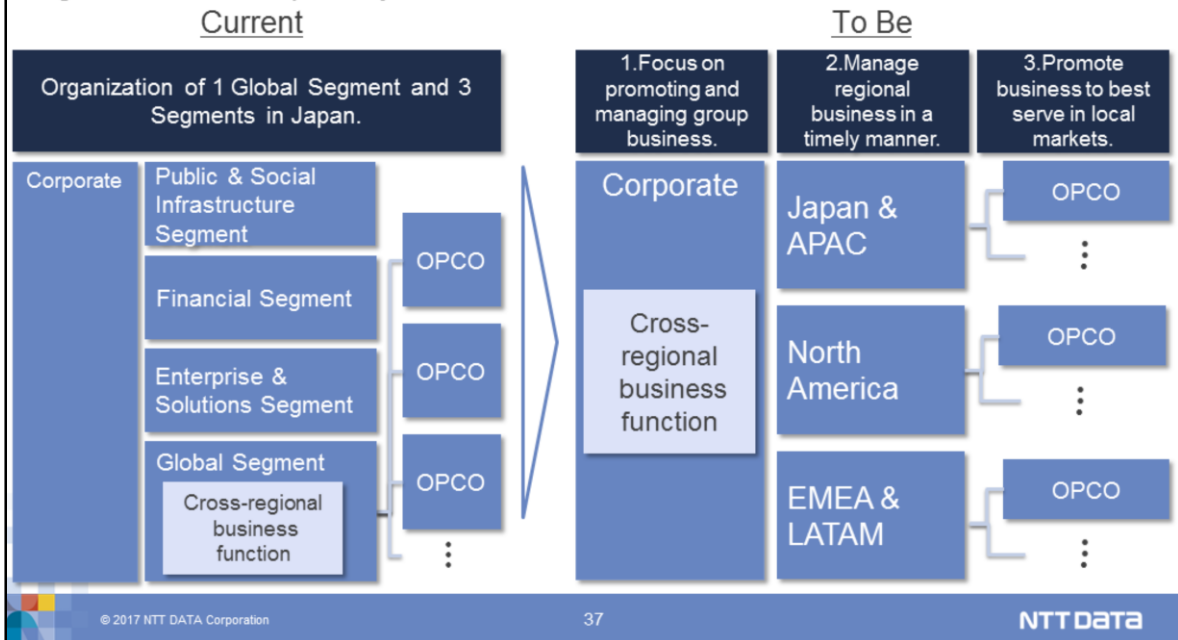 Current
To Be
Organization of 1 Global Segment and 3
Segments in Japan.
1.Focus on
promoting and
managing group
business.
2.Manage
regional
business in a
timely manner.
3.Promote
business to best
serve in local
markets.
Corporate
Public & Social
Infrastructure
Segment
Financial Segment
Enterprise &
Solutions Segment
Global Segment
Cross-regional
business
function
OPCO
OPCO
OPCO
⋮
Corporate
Cross-
regional
business
function
Japan &
APAC
OPCO
⋮
North
America
OPCO
⋮
EMEA &
LATAM
OPCO
⋮
© 2017 NTT DATA Corporation
37
NTT DATA